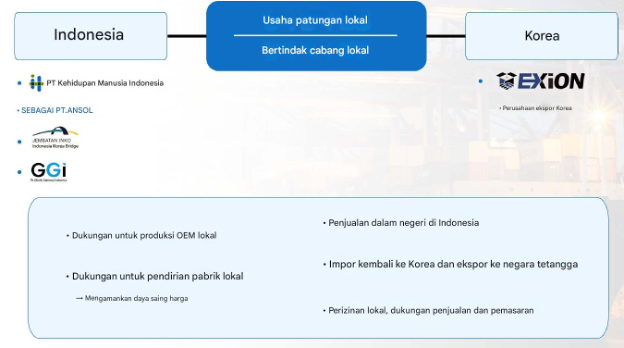 Indonesia
Usaha patungan lokal
Bertindak cabang lokal
Korea
• PT Kehidupan Manusia Indonesia
• SEBAGAI PT.ANSOL
• JEMBATAN INKO
Indonesia Korea Bridge
• GGi
• EXiON
• Perusahaan ekspor Korea
• Dukungan untuk produksi OEM lokal
• Dukungan untuk pendirian pabrik lokal
→ Mengamankan daya saing harga
• Penjualan dalam negeri di Indonesia
• Impor kembali ke Korea dan ekspor ke negara tetangga
• Perizinan lokal, dukungan penjualan dan pemasaran